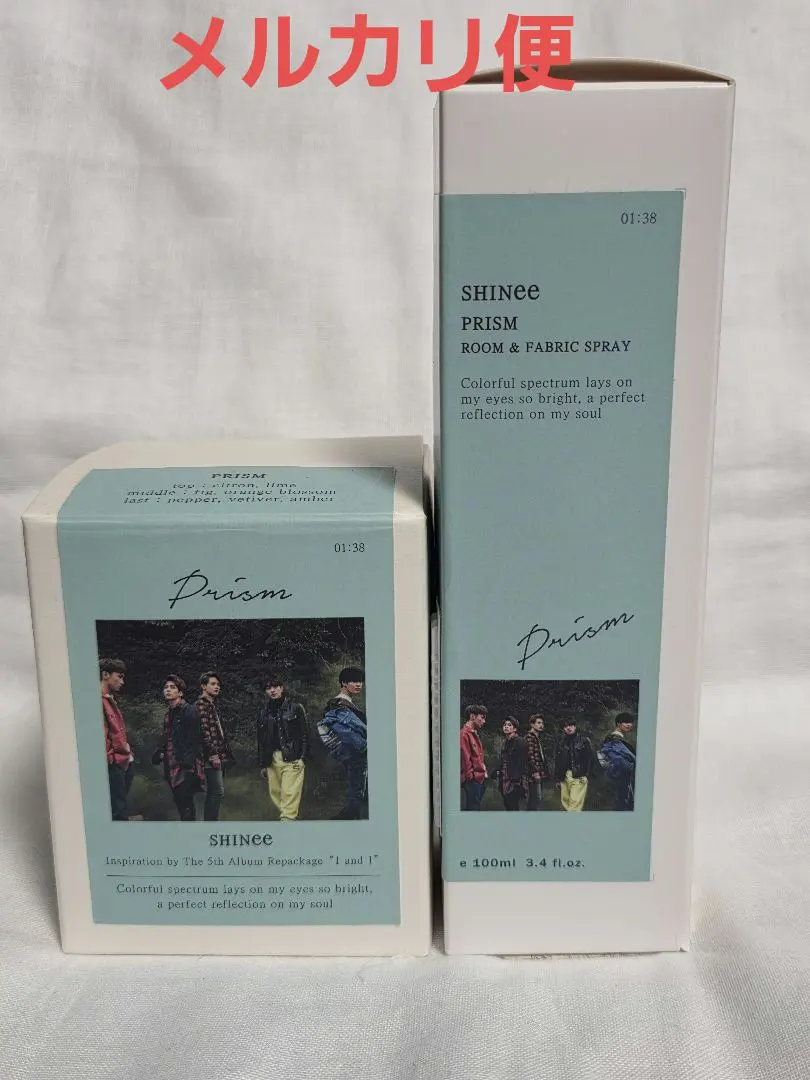 メルカリ便
PRISM
top : citron, lime
middle : fig, orange blossom
last : pepper, vetiver, amber
01:38
Prism
SHINee
Inspiration by The 5th Album Repackage "1 and 1"
Colorful spectrum lays on my eyes so bright,
a perfect reflection on my soul
01:38
SHINee
PRISM
ROOM & FABRIC SPRAY
Colorful spectrum lays on
my eyes so bright, a perfect
reflection on my soul
Prism
e 100ml 3.4 fl.oz.